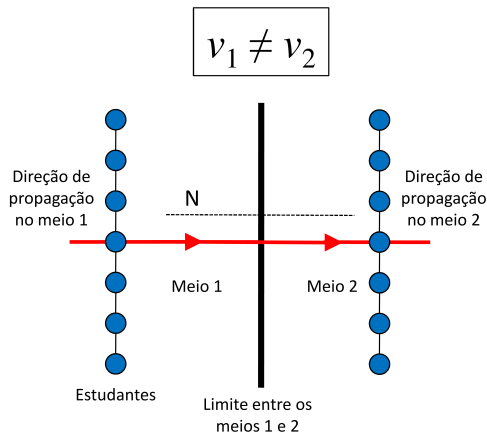 v₁ ≠ v₂
Direção de
propagação
no meio 1
N
Direção de
propagação
no meio 2
Meio 1
Meio 2
Estudantes
Limite entre os
meios 1 e 2